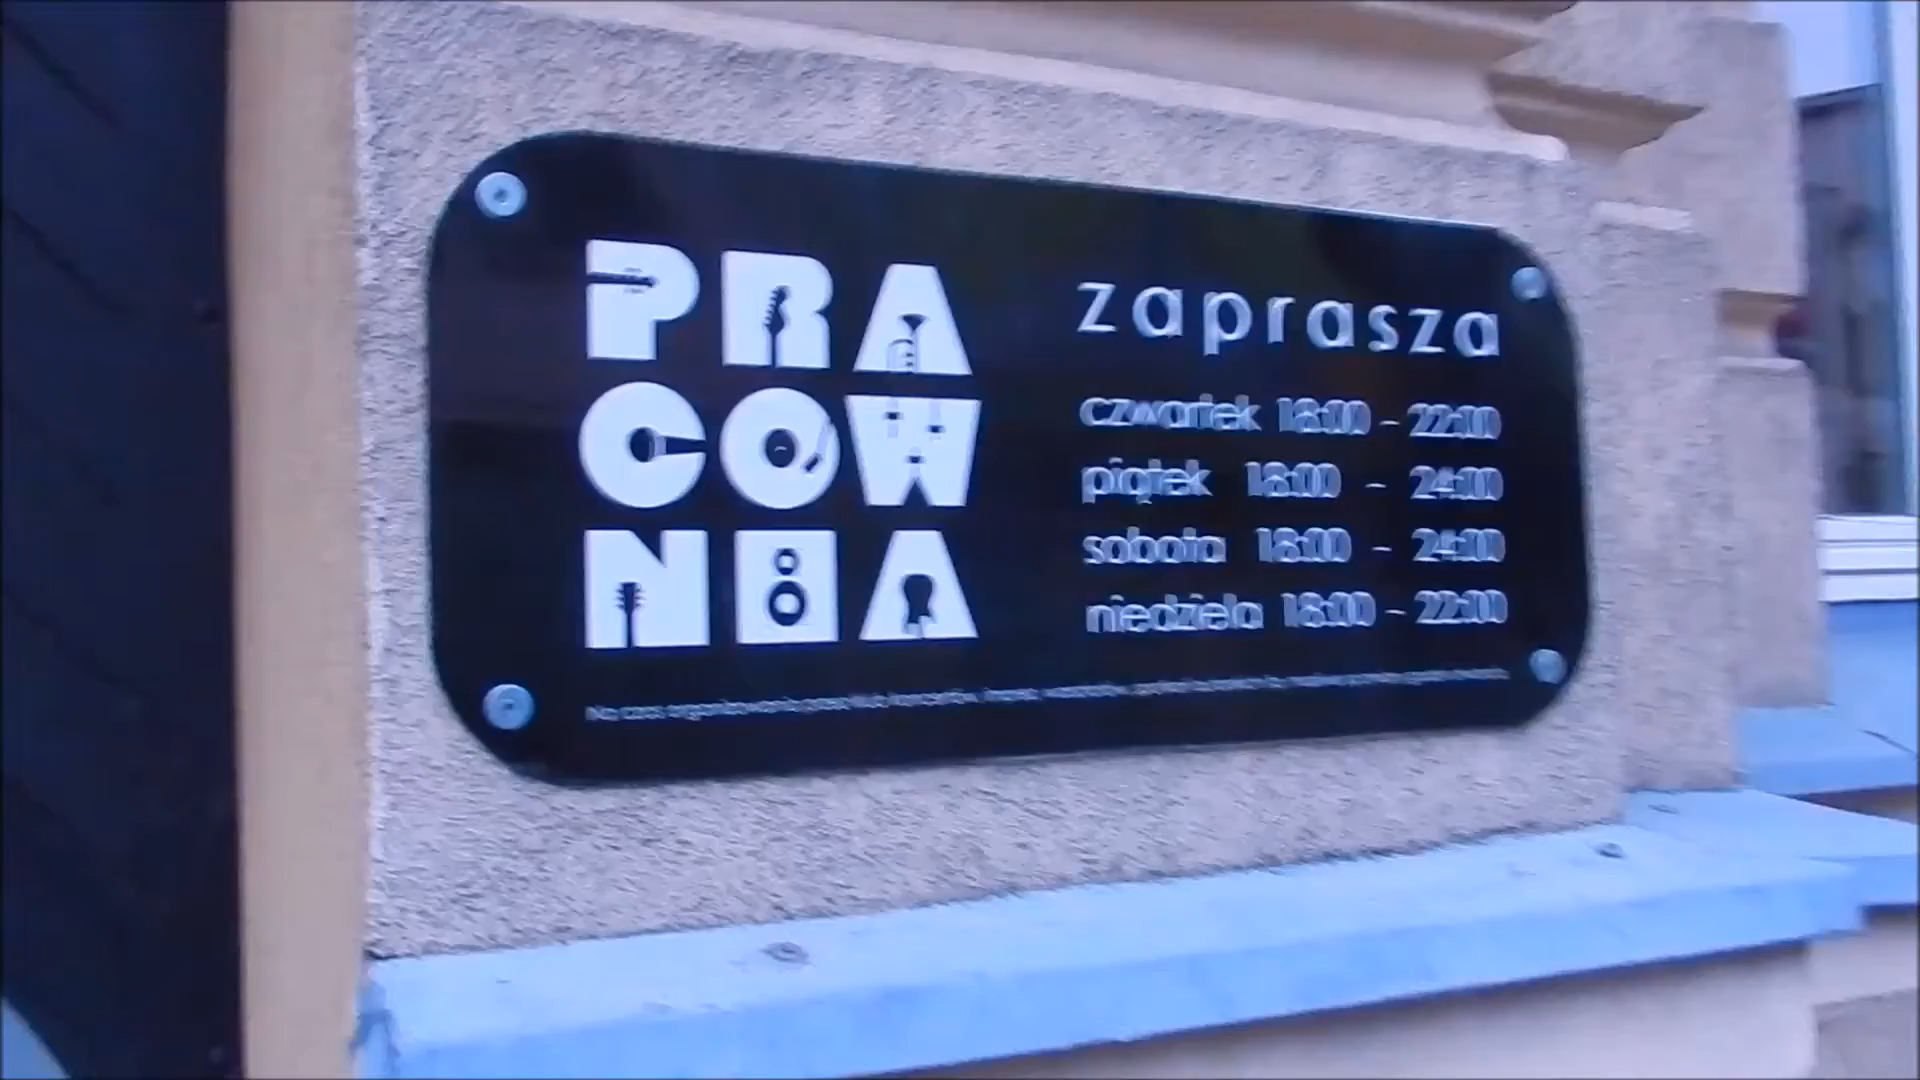 PRA
COW
NIA
zaprasza
czwartek 18:00 - 22:00
piątek 18:00 - 24:00
sobota 18:00 - 24:00
niedziela 18:00 - 22:00